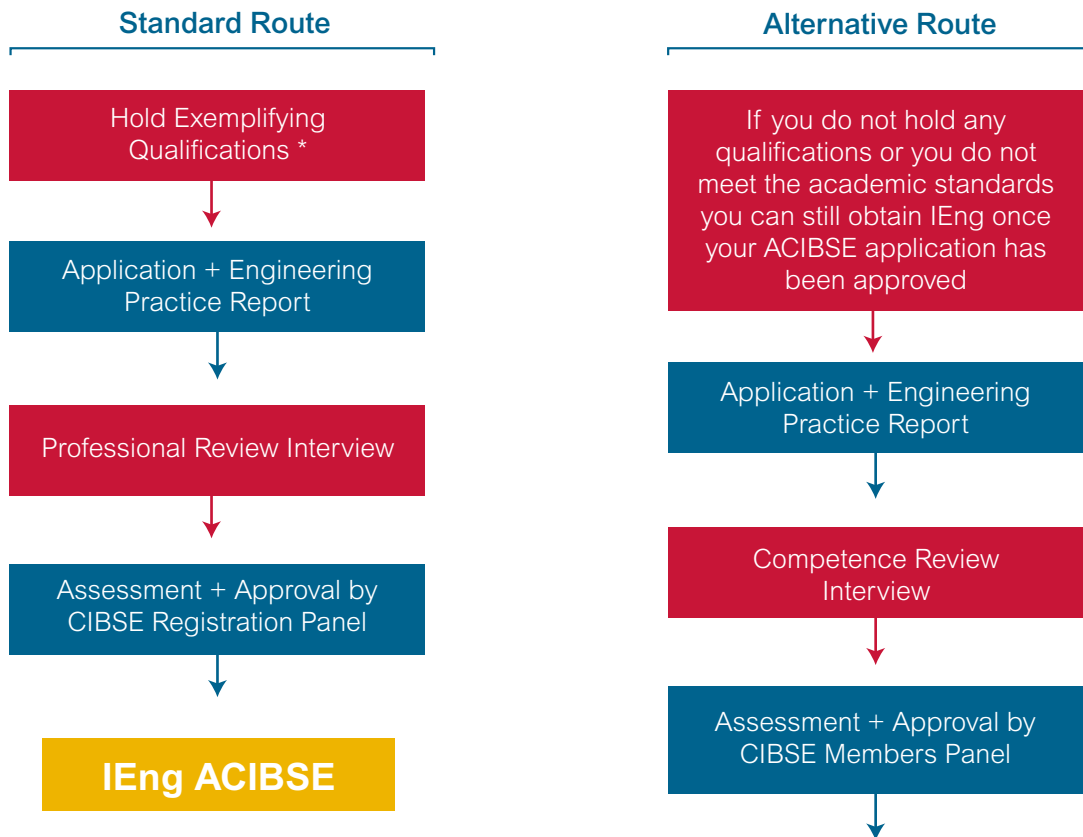 Standard Route
Hold Exemplifying
Qualifications *
Application + Engineering
Practice Report
Professional Review Interview
Assessment + Approval by
CIBSE Registration Panel
IEng ACIBSE
Alternative Route
If you do not hold any
qualifications or you do not
meet the academic standards
you can still obtain IEng once
your ACIBSE application has
been approved
Application + Engineering
Practice Report
Competence Review
Interview
Assessment + Approval by
CIBSE Members Panel